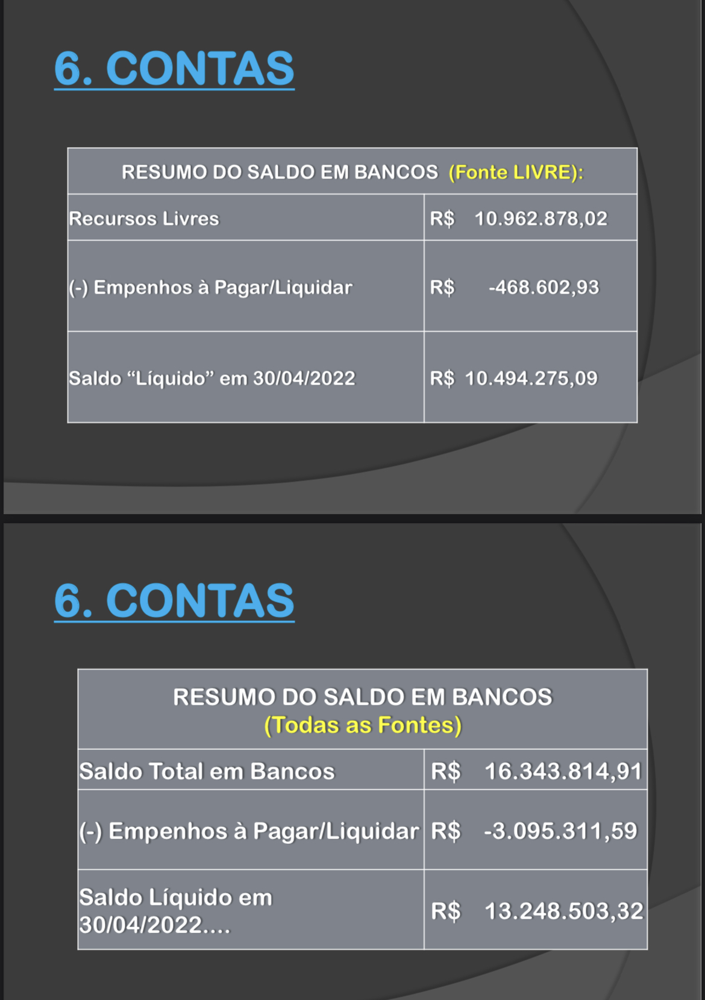 6. CONTAS
RESUMO DO SALDO EM BANCOS (Fonte LIVRE):
Recursos Livres R$ 10.962.878,02
(-) Empenhos à Pagar/Liquidar R$ -468.602,93
Saldo “Líquido” em 30/04/2022 R$ 10.494.275,09
6. CONTAS
RESUMO DO SALDO EM BANCOS
(Todas as Fontes)
Saldo Total em Bancos R$ 16.343.814,91
(-) Empenhos à Pagar/Liquidar R$ -3.095.311,59
Saldo Líquido em
30/04/2022.... R$ 13.248.503,32